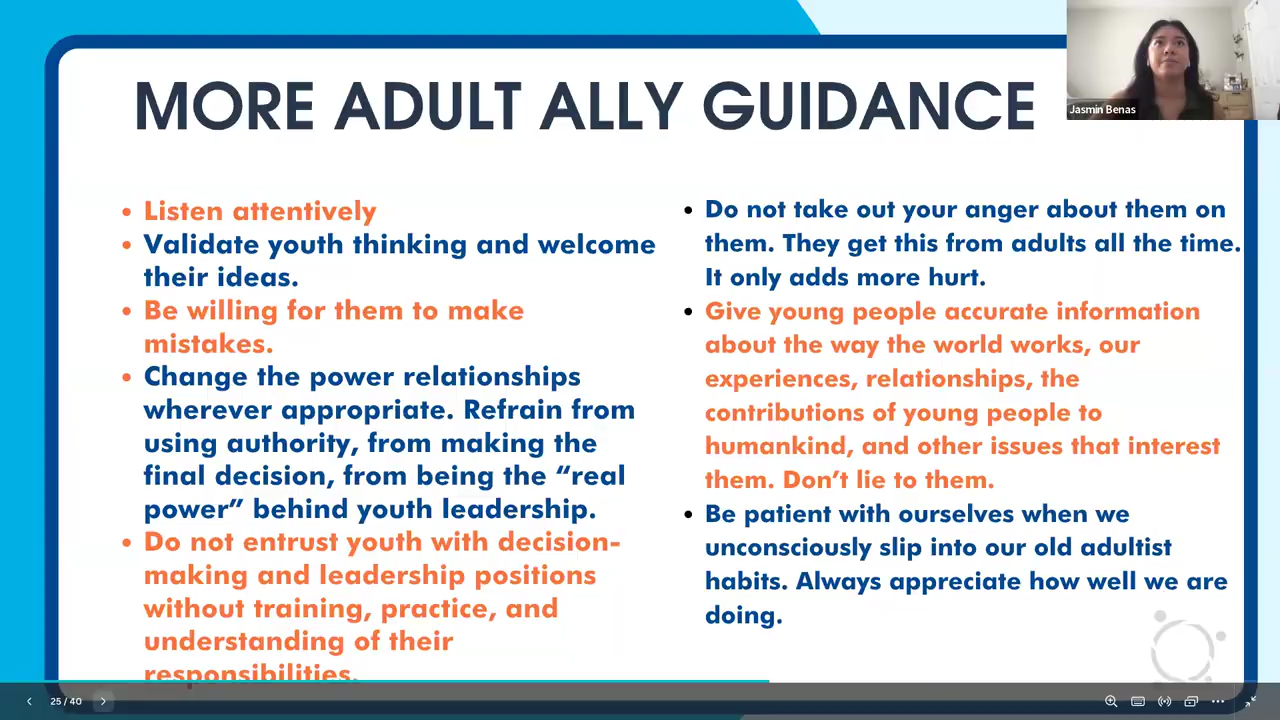 MORE ADULT ALLY GUIDANCE
Jasmin Benas
• Listen attentively
• Validate youth thinking and welcome
their ideas.
• Be willing for them to make
mistakes.
• Change the power relationships
wherever appropriate. Refrain from
using authority, from making the
final decision, from being the “real
power” behind youth leadership.
• Do not entrust youth with decision-
making and leadership positions
without training, practice, and
understanding of their
responsibilities.
• Do not take out your anger about them on
them. They get this from adults all the time.
It only adds more hurt.
• Give young people accurate information
about the way the world works, our
experiences, relationships, the
contributions of young people to
humankind, and other issues that interest
them. Don’t lie to them.
• Be patient with ourselves when we
unconsciously slip into our old adultist
habits. Always appreciate how well we are
doing.
25 / 40